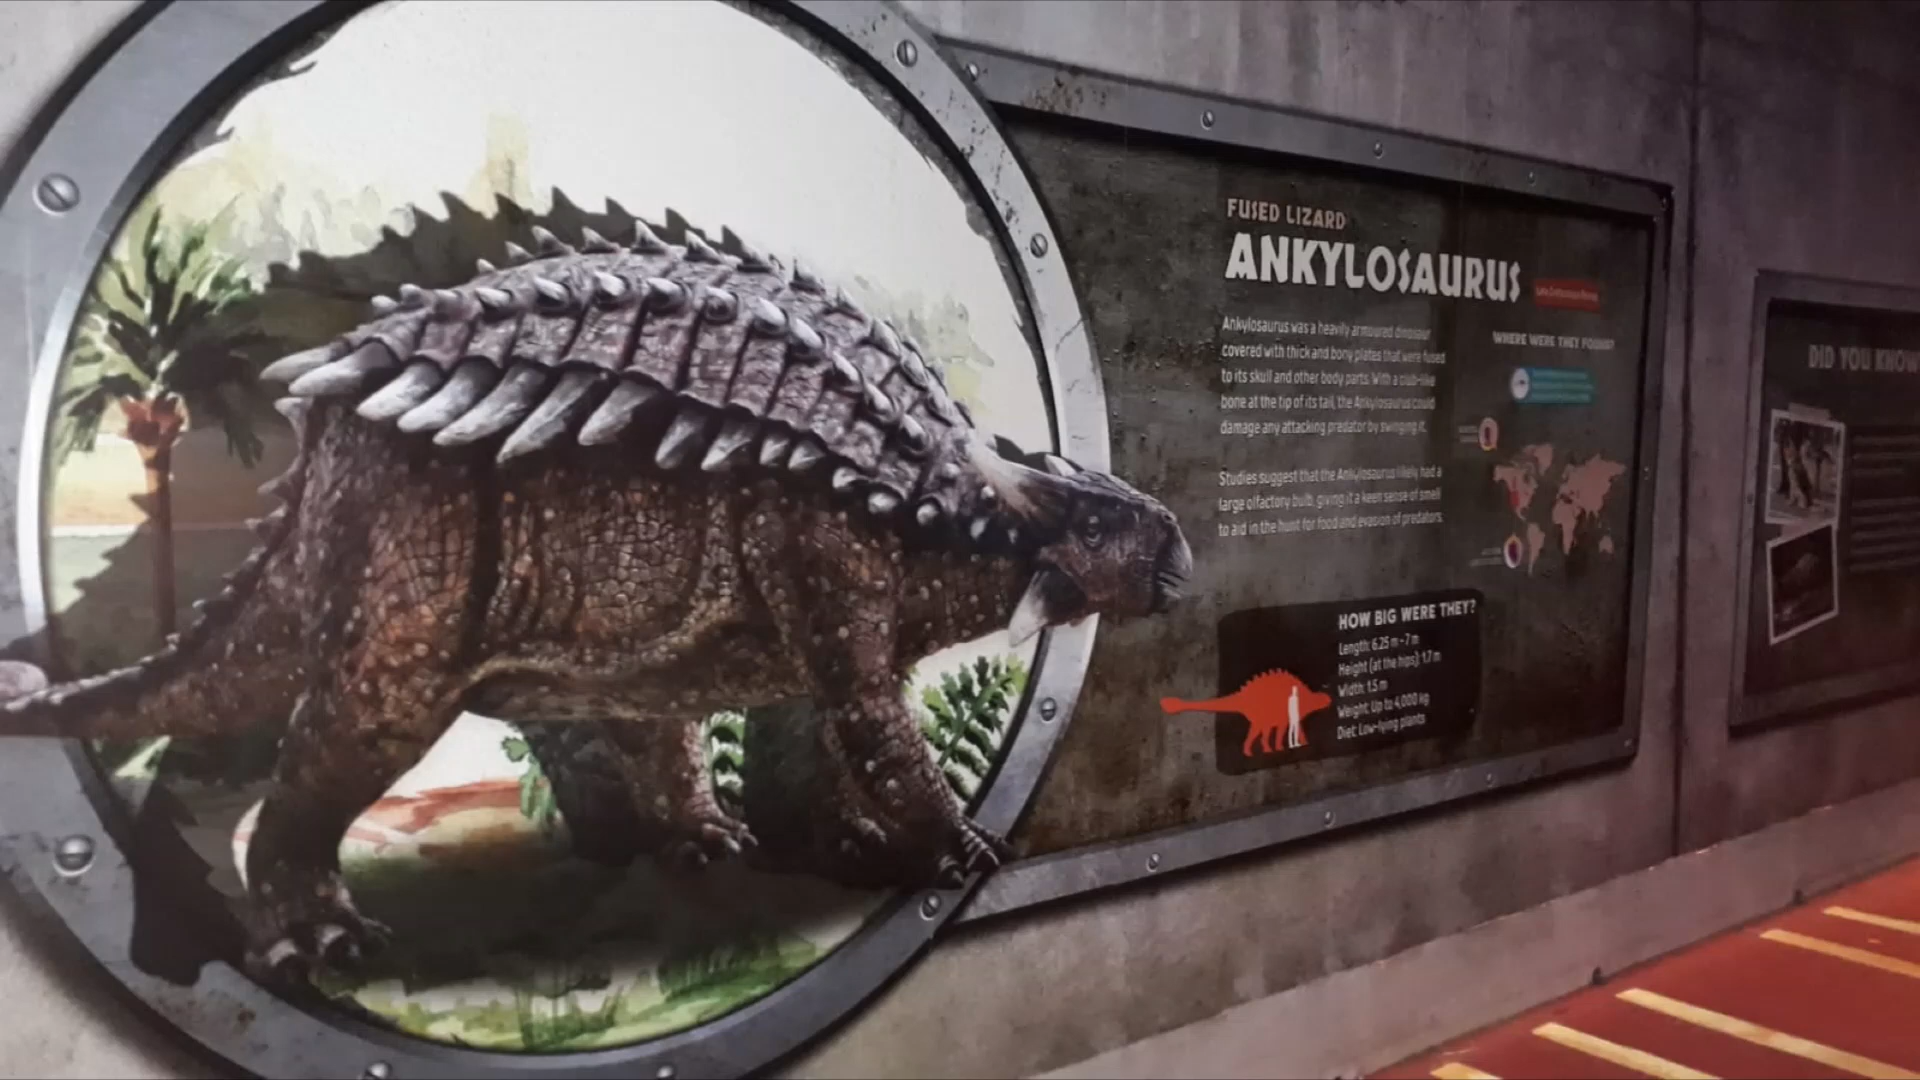 FUSED LIZARD
ANKYLOSAURUS
Late Cretaceous Period
Ankylosaurus was a heavily armoured dinosaur
covered with thick and bony plates that were fused
to its skull and other body parts. With a club-like
bone at the tip of its tail, the Ankylosaurus could
damage any attacking predator by swinging it.
Studies suggest that the Ankylosaurus likely had a
large olfactory bulb, giving it a keen sense of smell
to aid in the hunt for food and evasion of predators.
WHERE WERE THEY FOUND?
HOW BIG WERE THEY?
Length: 6.25 m - 7 m
Height (at the hips): 1.7 m
Width: 1.5 m
Weight: Up to 4,000 kg
Diet: Low-lying plants
DID YOU KNOW